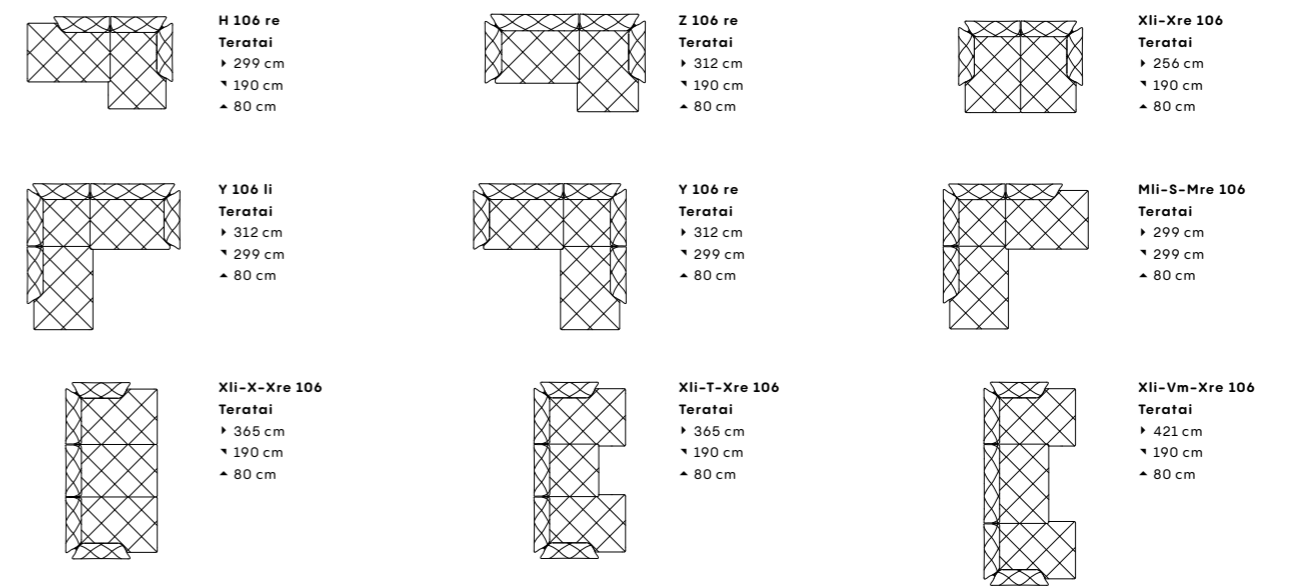 H 106 re
Teratai
299 cm
190 cm
80 cm
Z 106 re
Teratai
312 cm
190 cm
80 cm
Xli-Xre 106
Teratai
256 cm
190 cm
80 cm
Y 106 li
Teratai
312 cm
299 cm
80 cm
Y 106 re
Teratai
312 cm
299 cm
80 cm
Mli-S-Mre 106
Teratai
299 cm
299 cm
80 cm
Xli-X-Xre 106
Teratai
365 cm
190 cm
80 cm
Xli-T-Xre 106
Teratai
365 cm
190 cm
80 cm
Xli-Vm-Xre 106
Teratai
421 cm
190 cm
80 cm